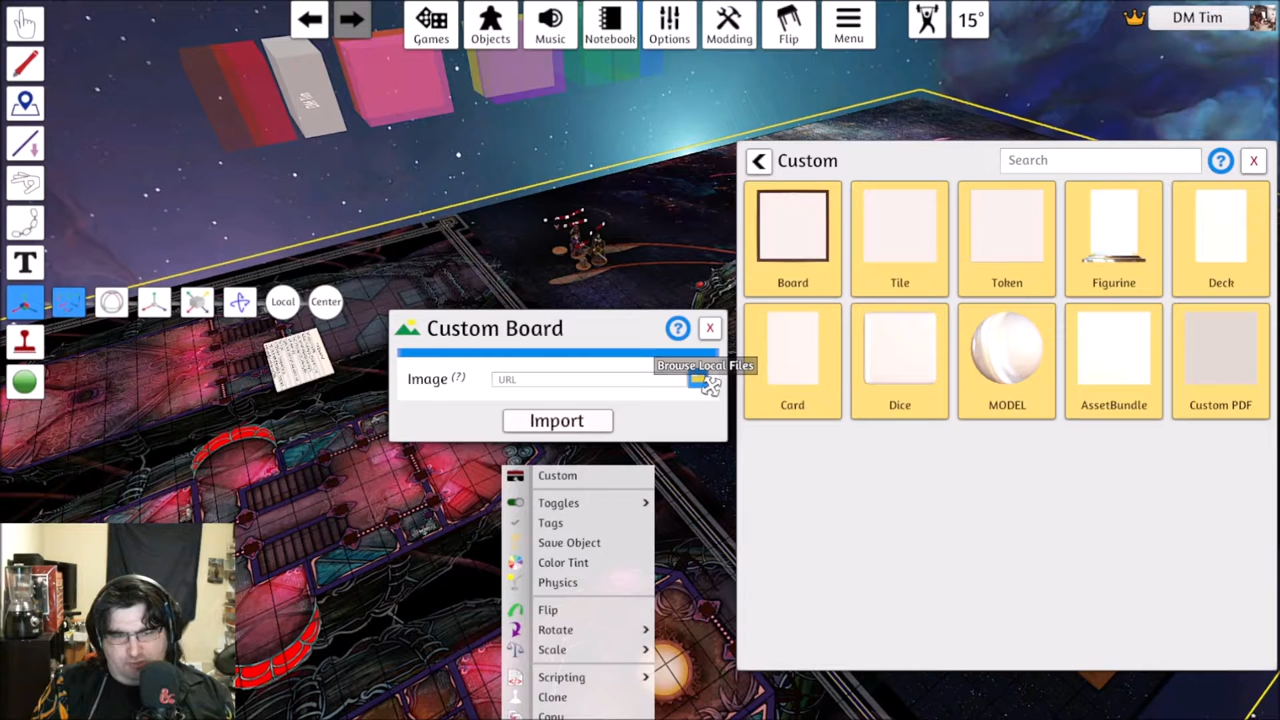 Games
Objects
Music
Notebook
Options
Modding
Flip
Menu
15°
DM Tim
T
Local
Center
Custom
Search
?
X
Board
Tile
Token
Figurine
Deck
Card
Dice
MODEL
AssetBundle
Custom PDF
Custom Board
?
X
Browse Local Files
Image (?)
URL
Import
Custom
Toggles
Tags
Save Object
Color Tint
Physics
Flip
Rotate
Scale
Scripting
Clone
Copy
&